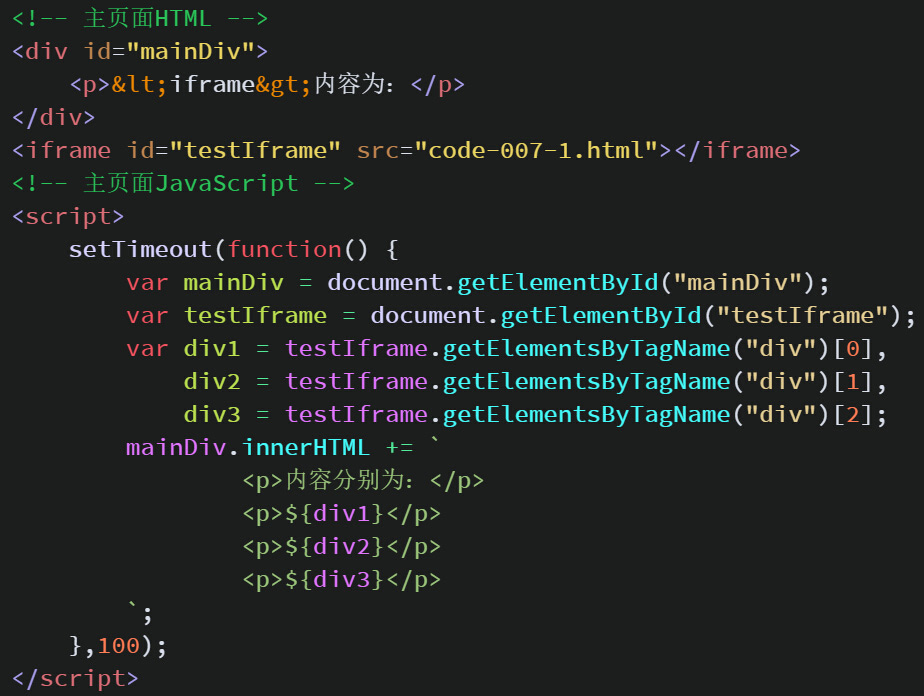 <!-- 主页面HTML -->
<div id="mainDiv">
    <p>&lt;iframe&gt;内容为：</p>
</div>
<iframe id="testIframe" src="code-007-1.html"></iframe>
<!-- 主页面JavaScript -->
<script>
    setTimeout(function() {
        var mainDiv = document.getElementById("mainDiv");
        var testIframe = document.getElementById("testIframe");
        var div1 = testIframe.getElementsByTagName("div")[0],
            div2 = testIframe.getElementsByTagName("div")[1],
            div3 = testIframe.getElementsByTagName("div")[2];
        mainDiv.innerHTML += `
                <p>内容分别为：</p>
                <p>${div1}</p>
                <p>${div2}</p>
                <p>${div3}</p>
        `;
    },100);
</script>